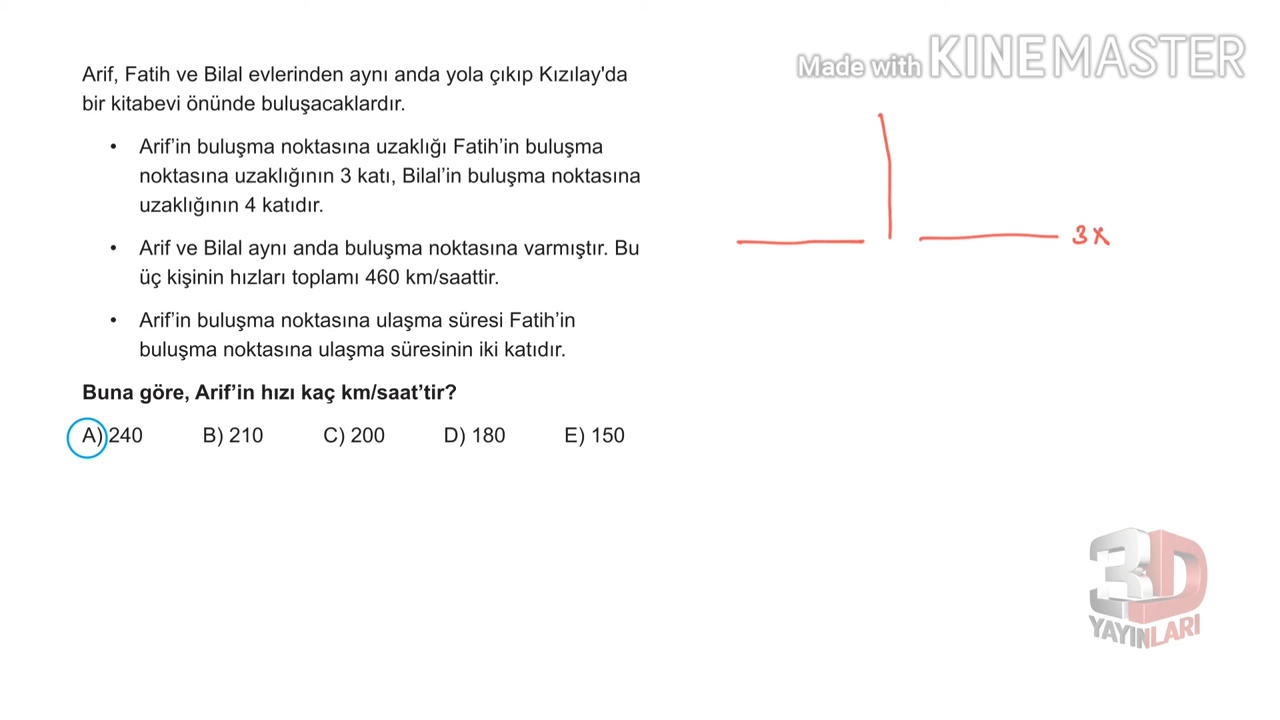 Made with KINEMASTER
Arif, Fatih ve Bilal evlerinden aynı anda yola çıkıp Kızılay'da
bir kitabevi önünde buluşacaklardır.
• Arif'in buluşma noktasına uzaklığı Fatih'in buluşma
noktasına uzaklığının 3 katı, Bilal'in buluşma noktasına
uzaklığının 4 katıdır.
• Arif ve Bilal aynı anda buluşma noktasına varmıştır. Bu
üç kişinin hızları toplamı 460 km/saattir.
• Arif'in buluşma noktasına ulaşma süresi Fatih'in
buluşma noktasına ulaşma süresinin iki katıdır.
Buna göre, Arif'in hızı kaç km/saat'tir?
A) 240 B) 210 C) 200 D) 180 E) 150
3x
3D
YAYINLARI